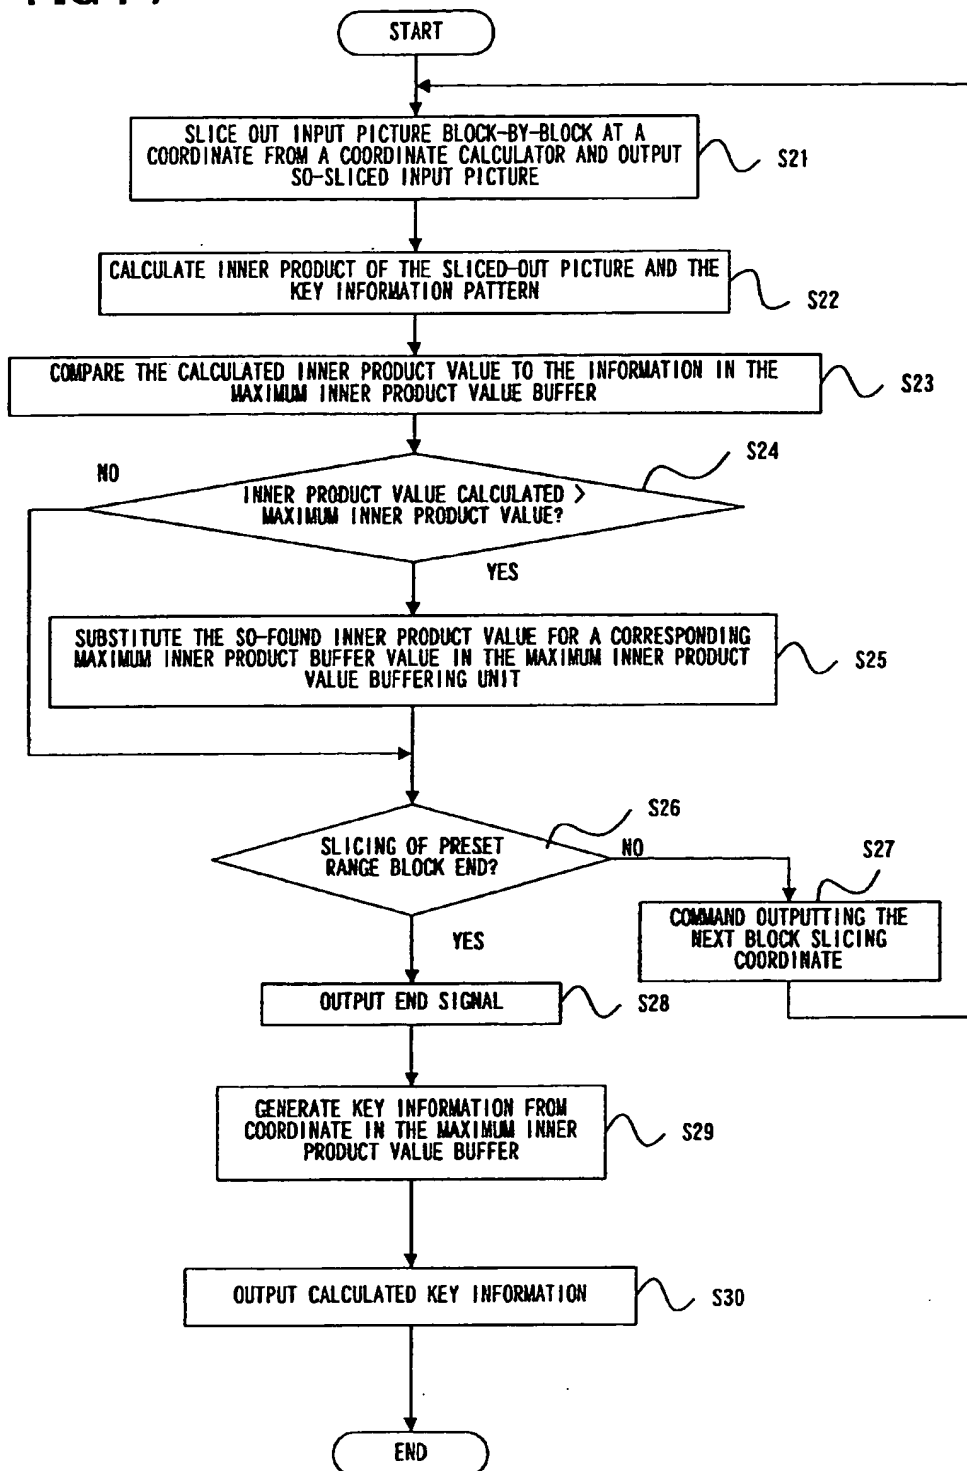 START
SLICE OUT INPUT PICTURE BLOCK-BY-BLOCK AT A
COORDINATE FROM A COORDINATE CALCULATOR AND OUTPUT
SO-SLICED INPUT PICTURE
S21
CALCULATE INNER PRODUCT OF THE SLICED-OUT PICTURE AND THE
KEY INFORMATION PATTERN
S22
COMPARE THE CALCULATED INNER PRODUCT VALUE TO THE INFORMATION IN THE
MAXIMUM INNER PRODUCT VALUE BUFFER
S23
S24
NO
INNER PRODUCT VALUE CALCULATED >
MAXIMUM INNER PRODUCT VALUE?
YES
SUBSTITUTE THE SO-FOUND INNER PRODUCT VALUE FOR A CORRESPONDING
MAXIMUM INNER PRODUCT BUFFER VALUE IN THE MAXIMUM INNER PRODUCT
VALUE BUFFERING UNIT
S25
S26
SLICING OF PRESET
RANGE BLOCK END?
NO
S27
COMMAND OUTPUTTING THE
NEXT BLOCK SLICING
COORDINATE
YES
OUTPUT END SIGNAL
S28
GENERATE KEY INFORMATION FROM
COORDINATE IN THE MAXIMUM INNER
PRODUCT VALUE BUFFER
S29
OUTPUT CALCULATED KEY INFORMATION
S30
END